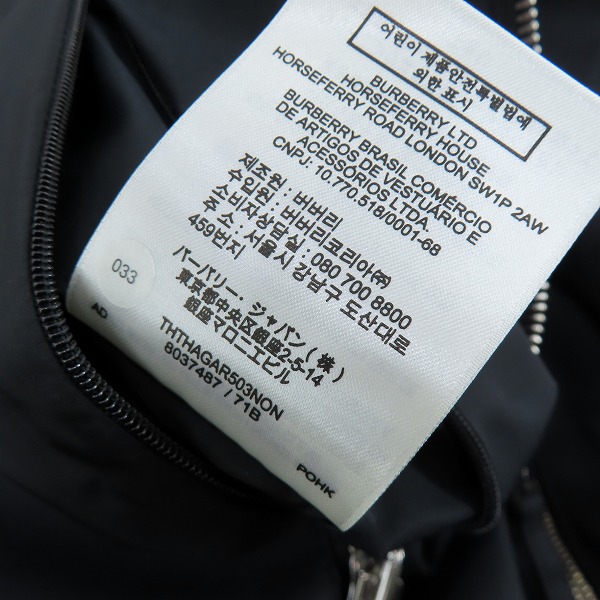 어린이제품안전특별법에
의한 표시
BURBERRY LTD
HORSEFERRY HOUSE
HORSEFERRY ROAD LONDON SW1P 2AW
BURBERRY BRASIL COMÉRCIO
DE ARTIGOS DE VESTUÁRIO E
ACESSÓRIOS LTDA.
CNPJ: 10.770.518/0001-68
제조원 : 버버리
수입원 : 버버리코리아㈜
소비자상담실 : 080 700 8800
주 소 : 서울시 강남구 도산대로
459번지
バーバリー・ジャパン(株)
東京都中央区銀座2-5-14
銀座マロニエビル
THTHAGAR503NON
8037487 / 71B
033
AD
POHK